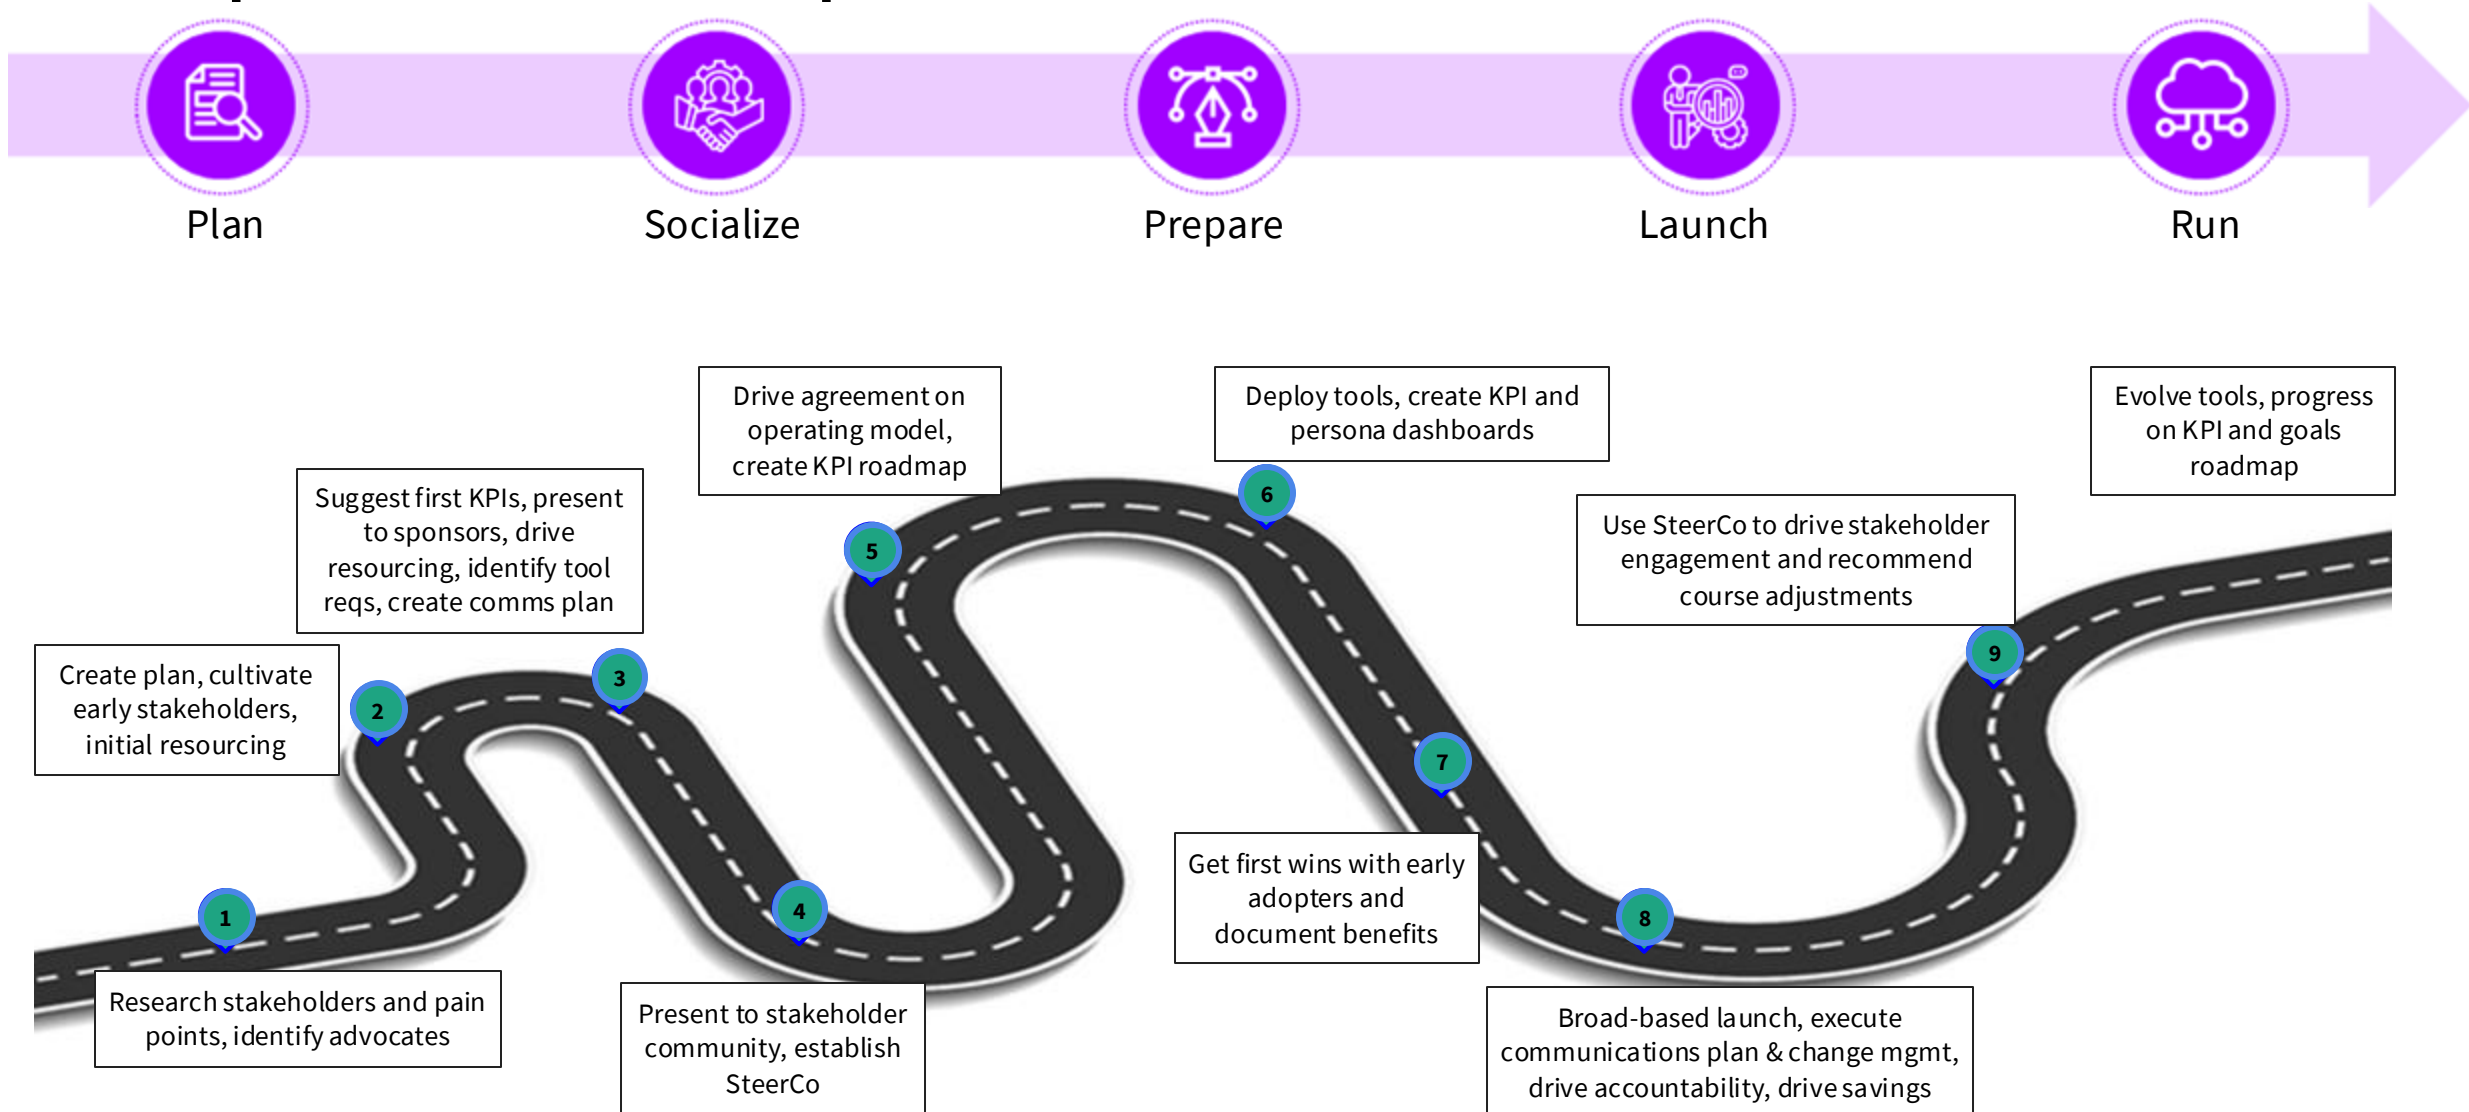 Plan
Socialize
Prepare
Launch
Run
Drive agreement on
operating model,
create KPI roadmap
Deploy tools, create KPI and
persona dashboards
Evolve tools, progress
on KPI and goals
roadmap
Suggest first KPIs, present
to sponsors, drive
resourcing, identify tool
reqs, create comms plan
Use SteerCo to drive stakeholder
engagement and recommend
course adjustments
Create plan, cultivate
early stakeholders,
initial resourcing
Get first wins with early
adopters and
document benefits
Research stakeholders and pain
points, identify advocates
Present to stakeholder
community, establish
SteerCo
Broad-based launch, execute
communications plan & change mgmt,
drive accountability, drive savings
1
2
3
4
5
6
7
8
9